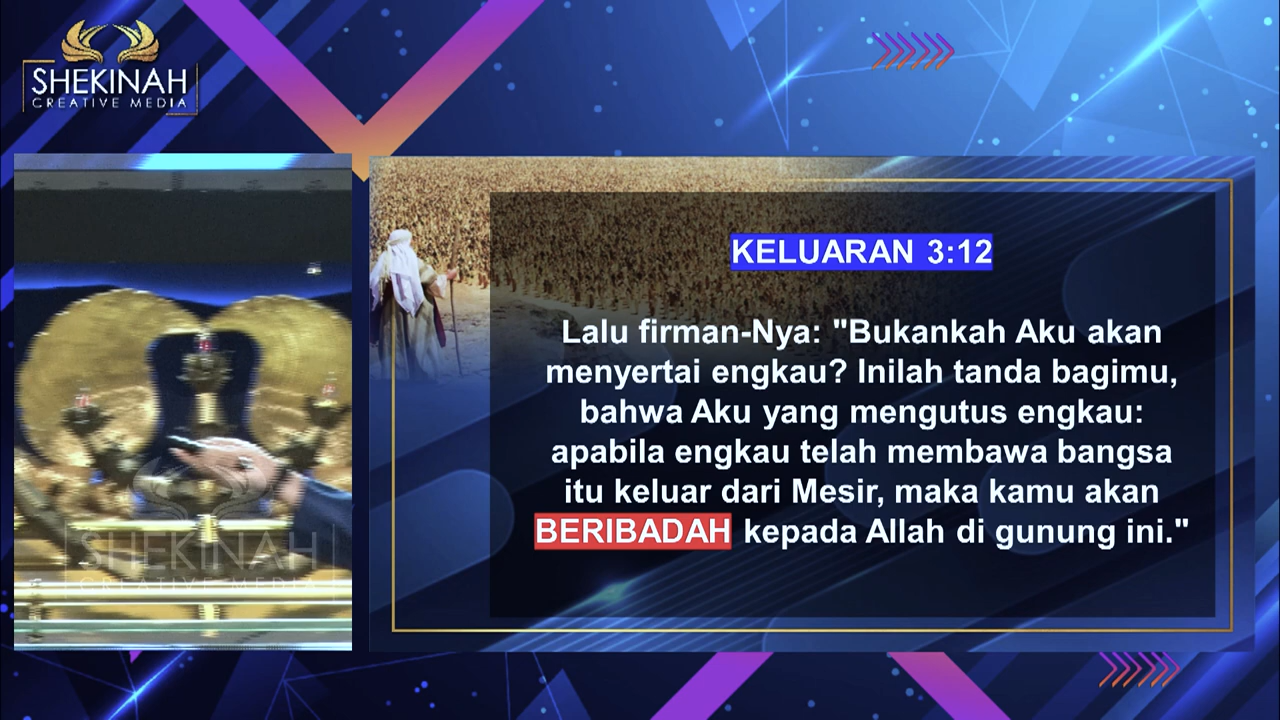 SHEKINAH
CREATIVE MEDIA
KELUARAN 3:12
Lalu firman-Nya: "Bukankah Aku akan
menyertai engkau? Inilah tanda bagimu,
bahwa Aku yang mengutus engkau:
apabila engkau telah membawa bangsa
itu keluar dari Mesir, maka kamu akan
BERIBADAH kepada Allah di gunung ini."
SHEKINAH
CREATIVE MEDIA